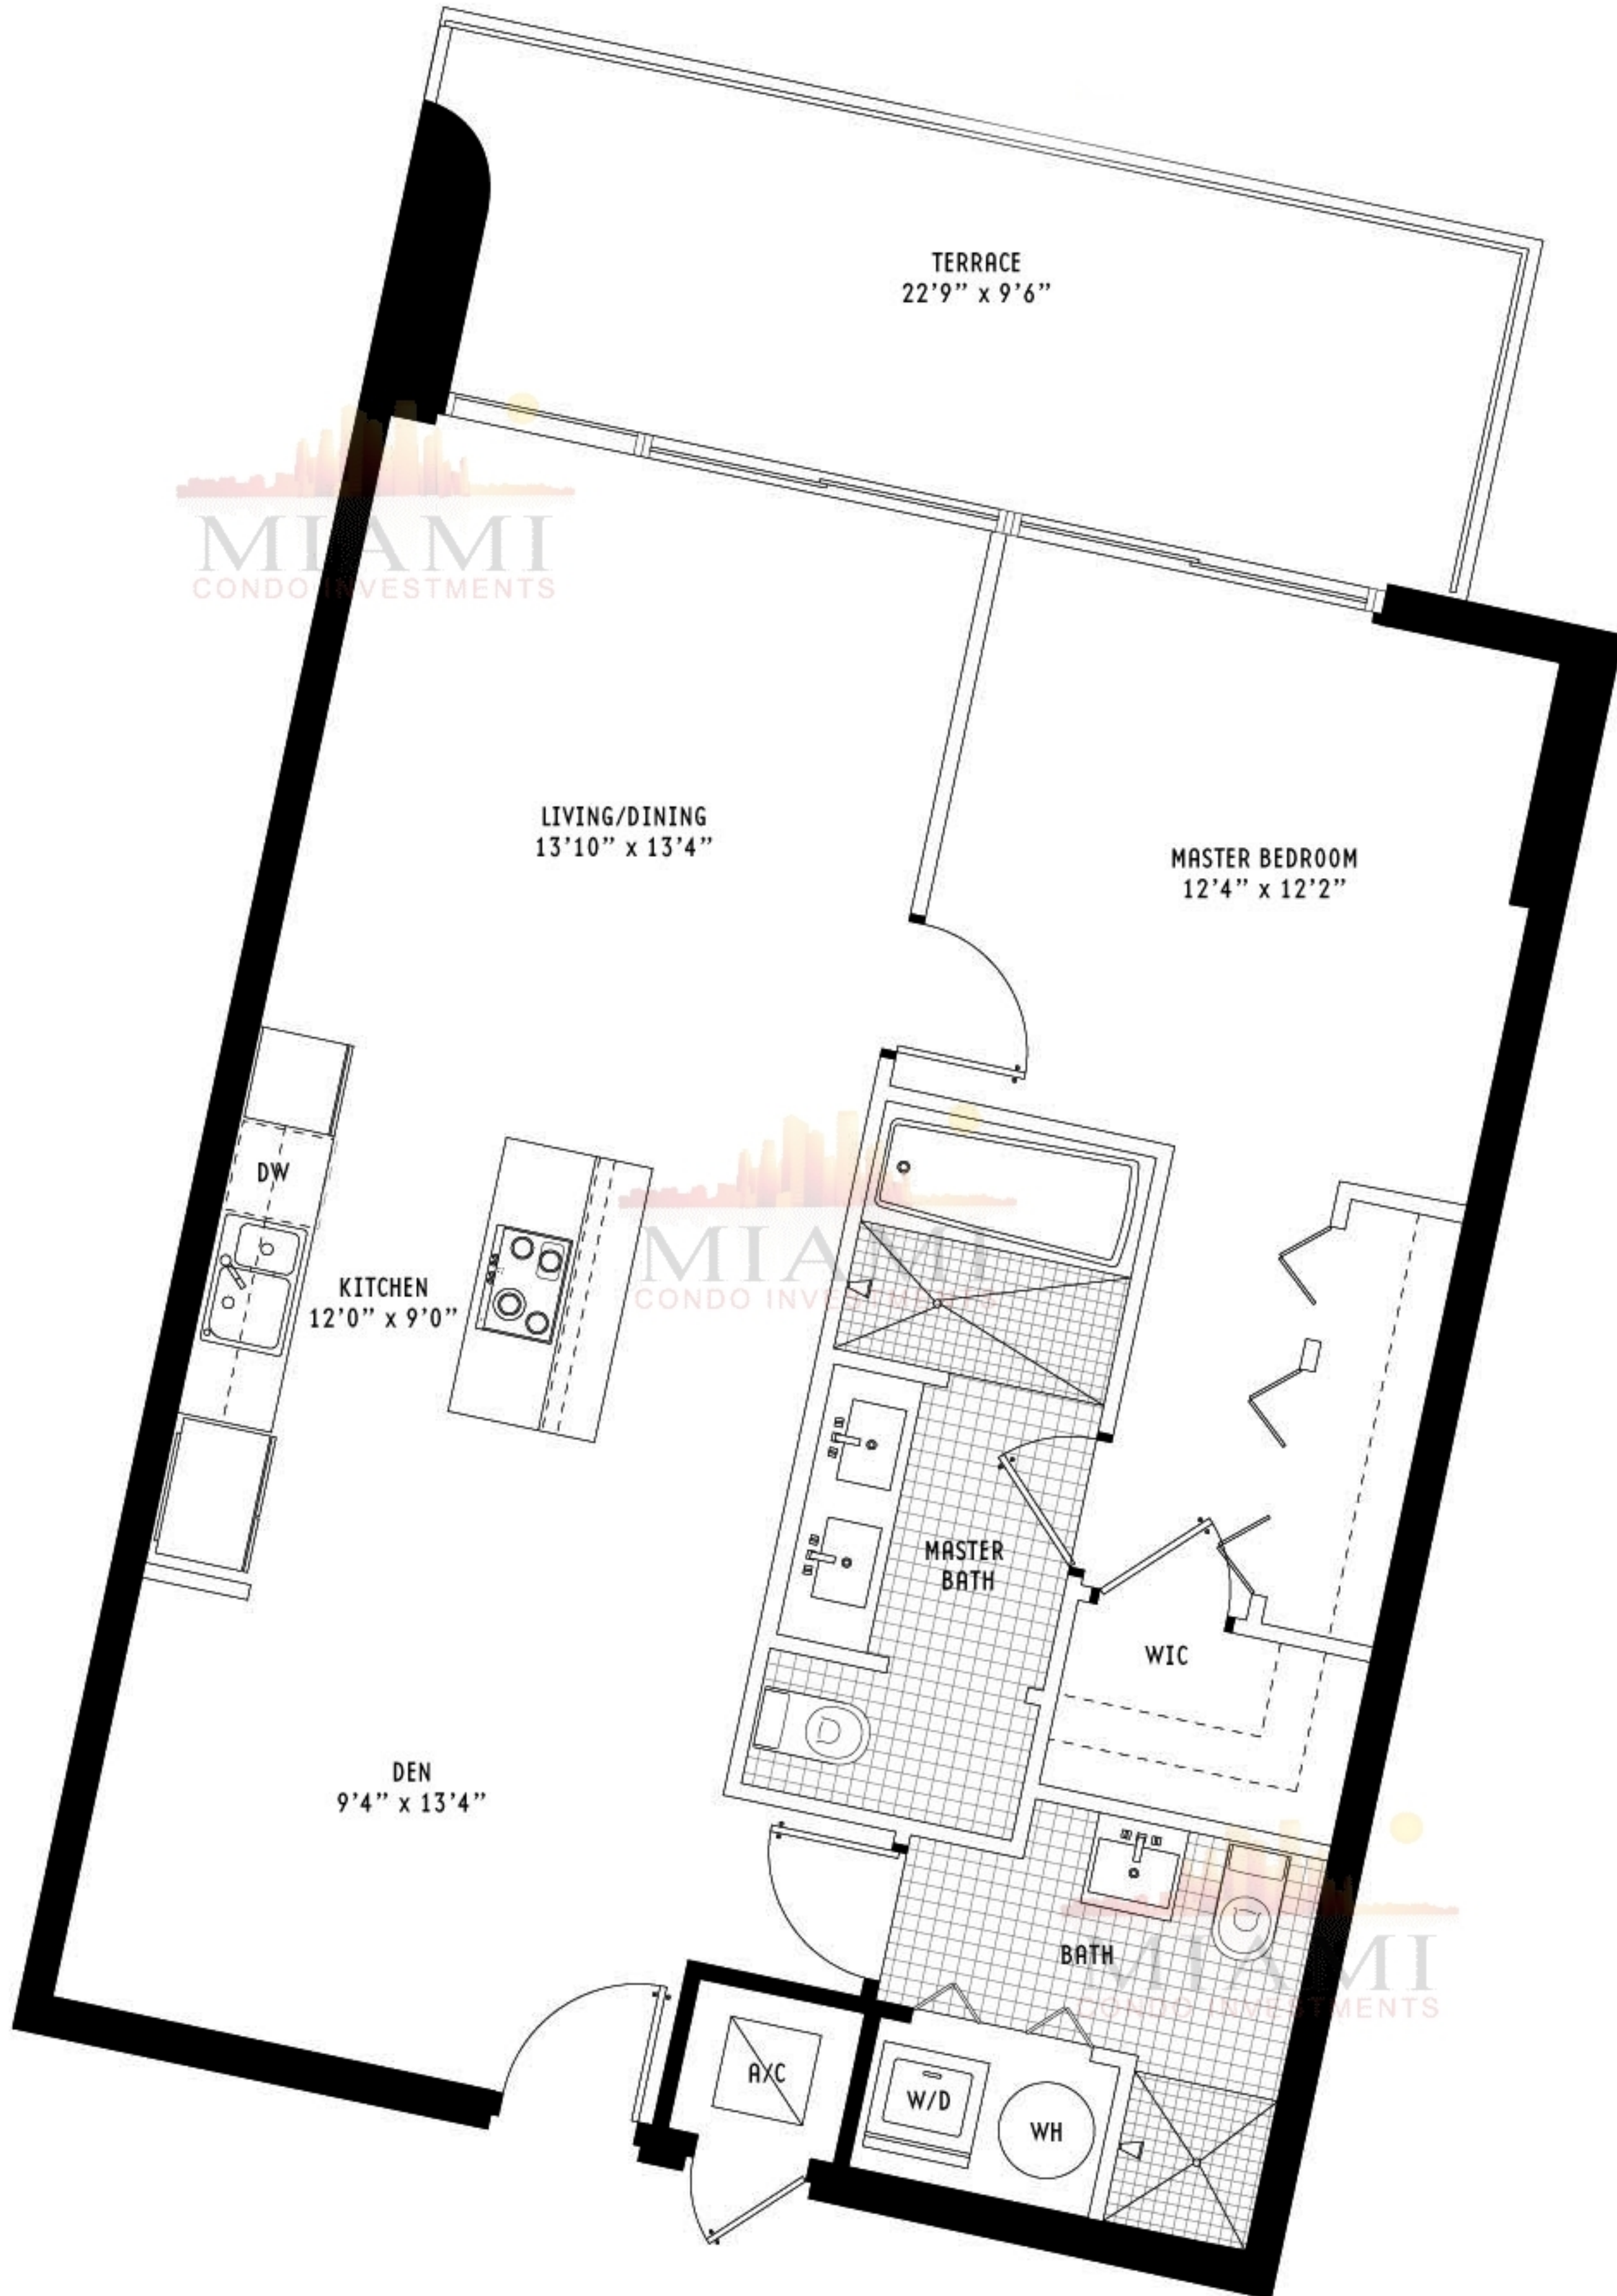 TERRACE
22'9" x 9'6"
MIAMI
CONDO INVESTMENTS
LIVING/DINING
13'10" x 13'4"
MASTER BEDROOM
12'4" x 12'2"
DW
MIAMI
CONDO INVESTMENTS
KITCHEN
12'0" x 9'0"
MASTER
BATH
WIC
DEN
9'4" x 13'4"
BATH
MIAMI
CONDO INVESTMENTS
A/C
W/D
WH